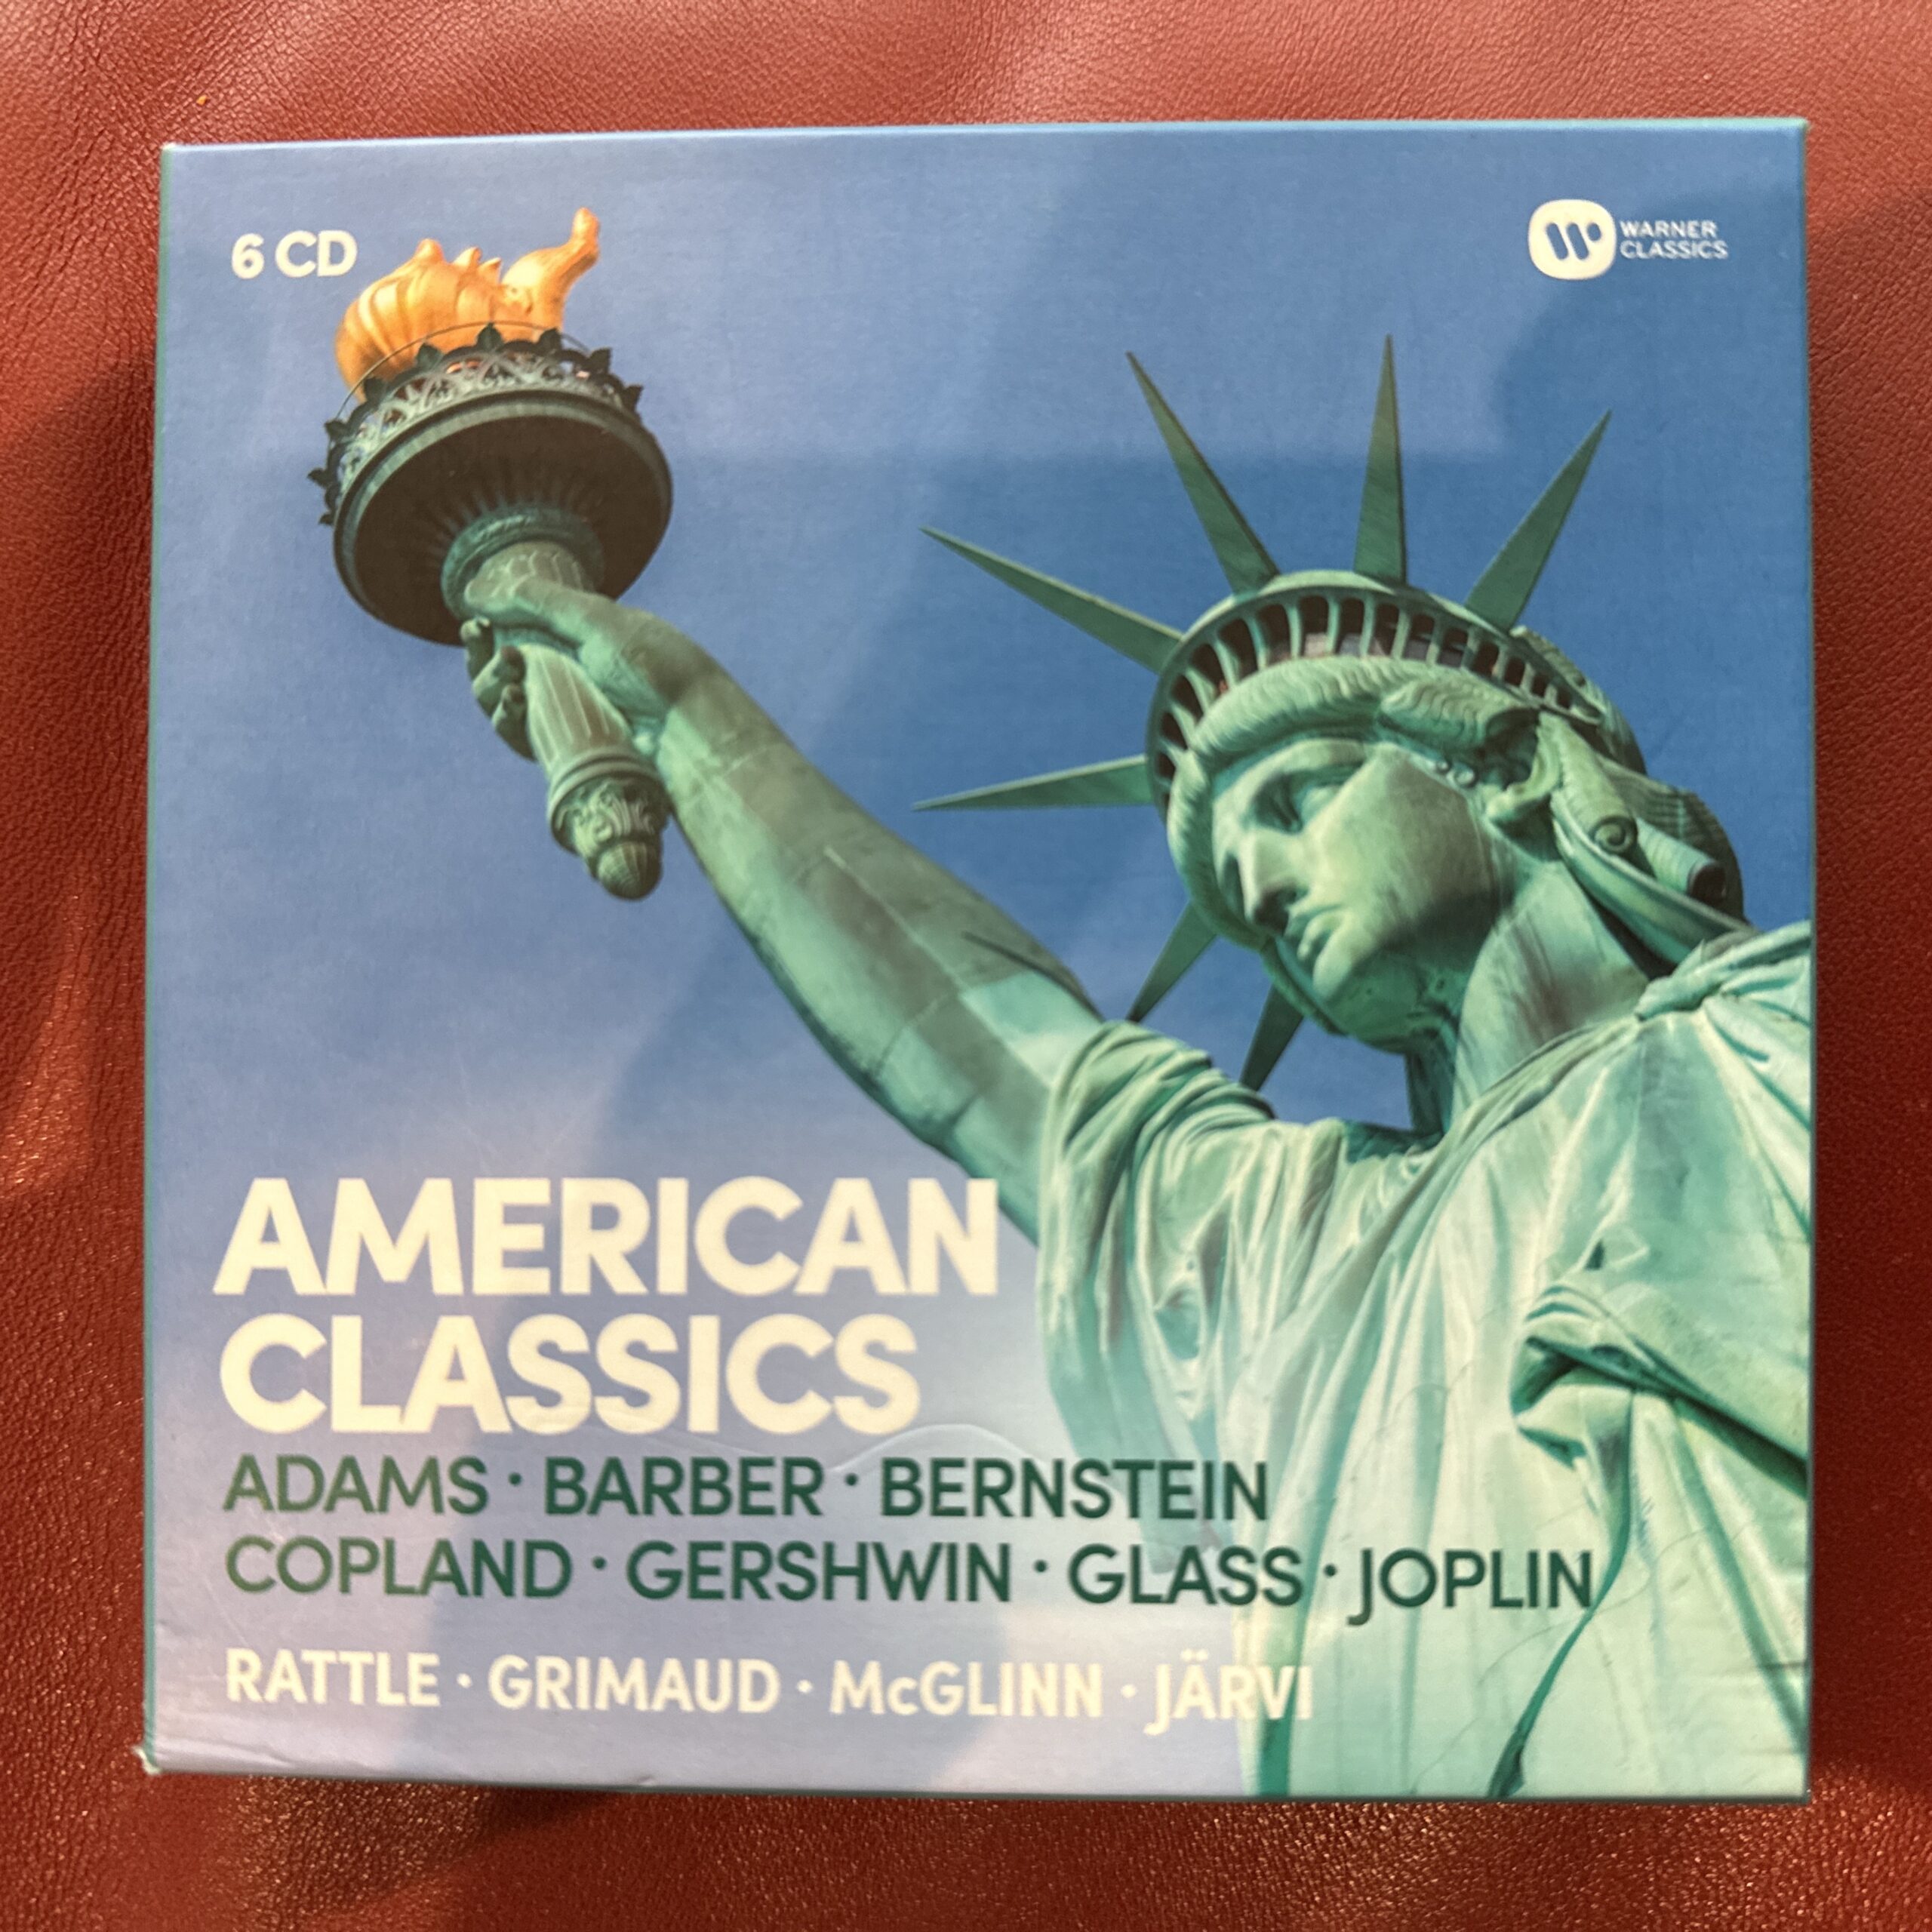 6 CD
WARNER
CLASSICS
AMERICAN
CLASSICS
ADAMS · BARBER · BERNSTEIN
COPLAND · GERSHWIN · GLASS · JOPLIN
RATTLE · GRIMAUD · McGLINN · JÄRVI